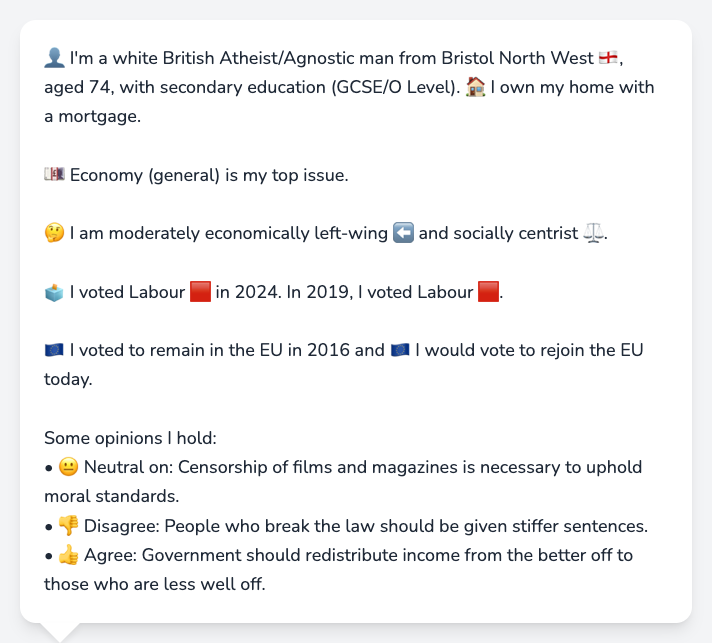 👤 I'm a white British Atheist/Agnostic man from Bristol North West 🏴󠁧󠁢󠁥󠁮󠁧󠁿,
aged 74, with secondary education (GCSE/O Level). 🏠 I own my home with
a mortgage.
💷 Economy (general) is my top issue.
🤔 I am moderately economically left-wing ⬅️ and socially centrist ⚖️.
🗳️ I voted Labour 🟥 in 2024. In 2019, I voted Labour 🟥.
🇪🇺 I voted to remain in the EU in 2016 and 🇪🇺 I would vote to rejoin the EU
today.
Some opinions I hold:
• 😐 Neutral on: Censorship of films and magazines is necessary to uphold
moral standards.
• 👎 Disagree: People who break the law should be given stiffer sentences.
• 👍 Agree: Government should redistribute income from the better off to
those who are less well off.